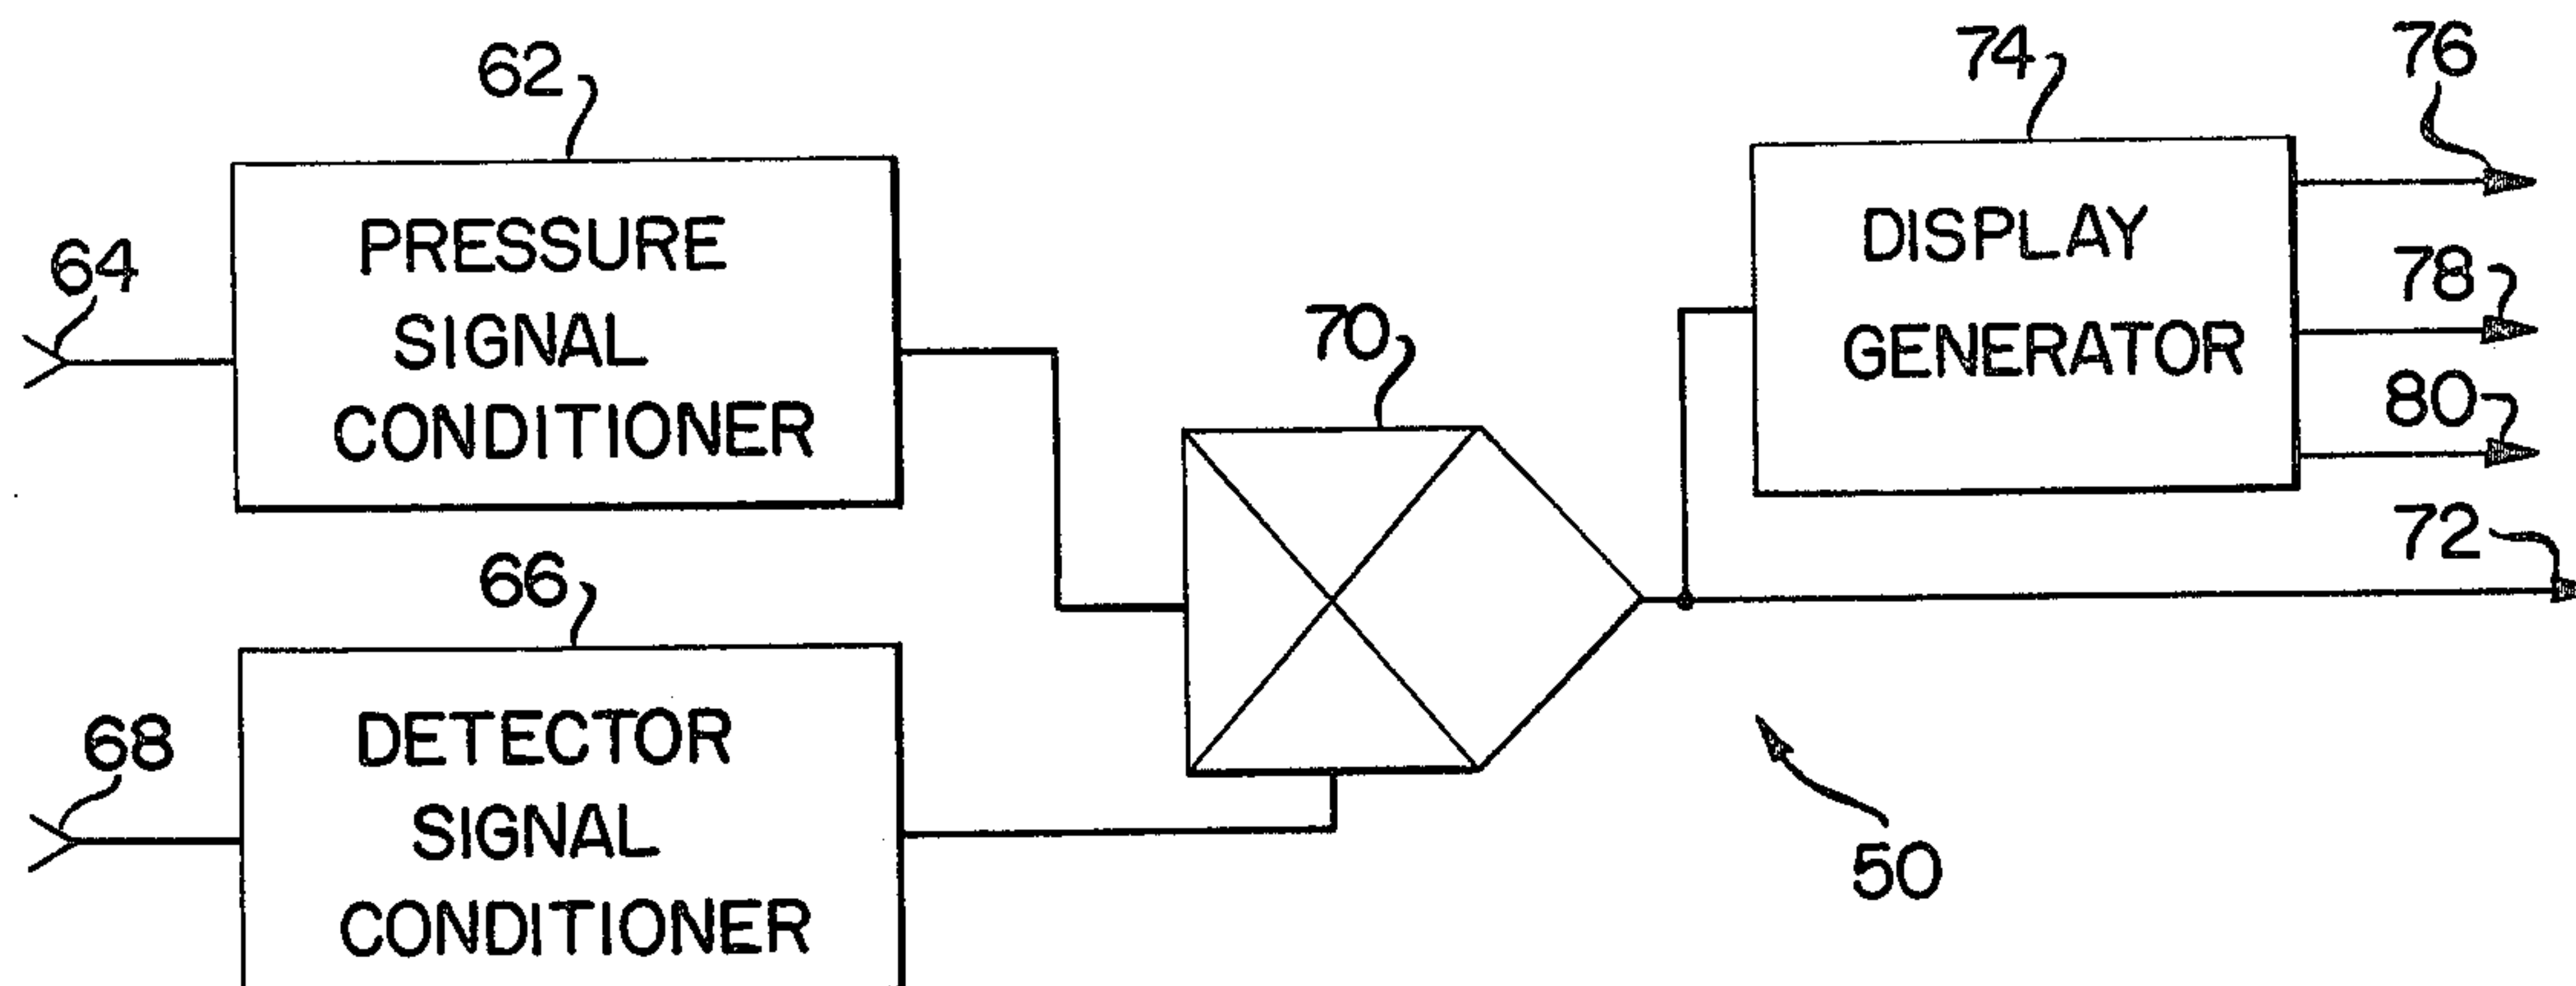 62
74
76
64
PRESSURE
SIGNAL
CONDITIONER
DISPLAY
GENERATOR
78
80
70
72
66
68
DETECTOR
SIGNAL
CONDITIONER
50